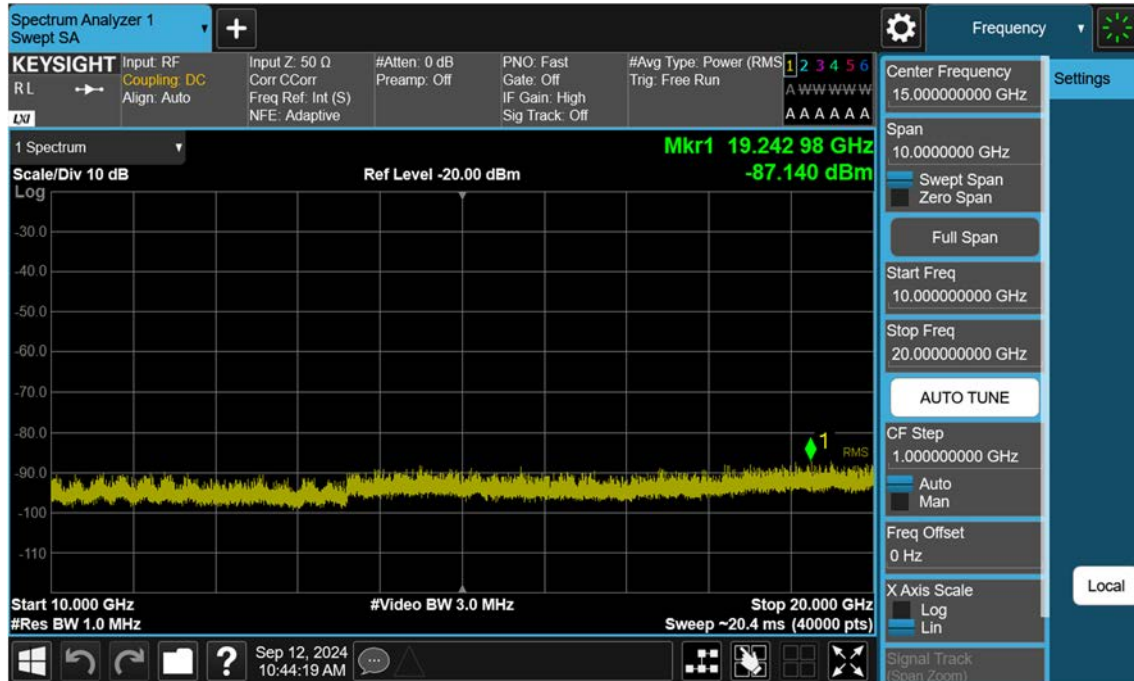 Spectrum Analyzer 1
Swept SA
+
Frequency
KEYSIGHT
R L
LXI
Input: RF
Coupling: DC
Align: Auto
Input Z: 50 Ω
Corr CCorr
Freq Ref: Int (S)
NFE: Adaptive
#Atten: 0 dB
Preamp: Off
PNO: Fast
Gate: Off
IF Gain: High
Sig Track: Off
#Avg Type: Power (RMS
Trig: Free Run
1 2 3 4 5 6
A W W W W W
A A A A A A
1 Spectrum
Scale/Div 10 dB
Ref Level -20.00 dBm
Mkr1 19.242 98 GHz
-87.140 dBm
Log
-30.0
-40.0
-50.0
-60.0
-70.0
-80.0
-90.0
-100
-110
1
RMS
Start 10.000 GHz
#Video BW 3.0 MHz
Stop 20.000 GHz
#Res BW 1.0 MHz
Sweep ~20.4 ms (40000 pts)
?
Sep 12, 2024
10:44:19 AM
Center Frequency
15.000000000 GHz
Span
10.0000000 GHz
Swept Span
Zero Span
Full Span
Start Freq
10.000000000 GHz
Stop Freq
20.000000000 GHz
AUTO TUNE
CF Step
1.000000000 GHz
Auto
Man
Freq Offset
0 Hz
X Axis Scale
Log
Lin
Signal Track
(Span Zoom)
Settings
Local